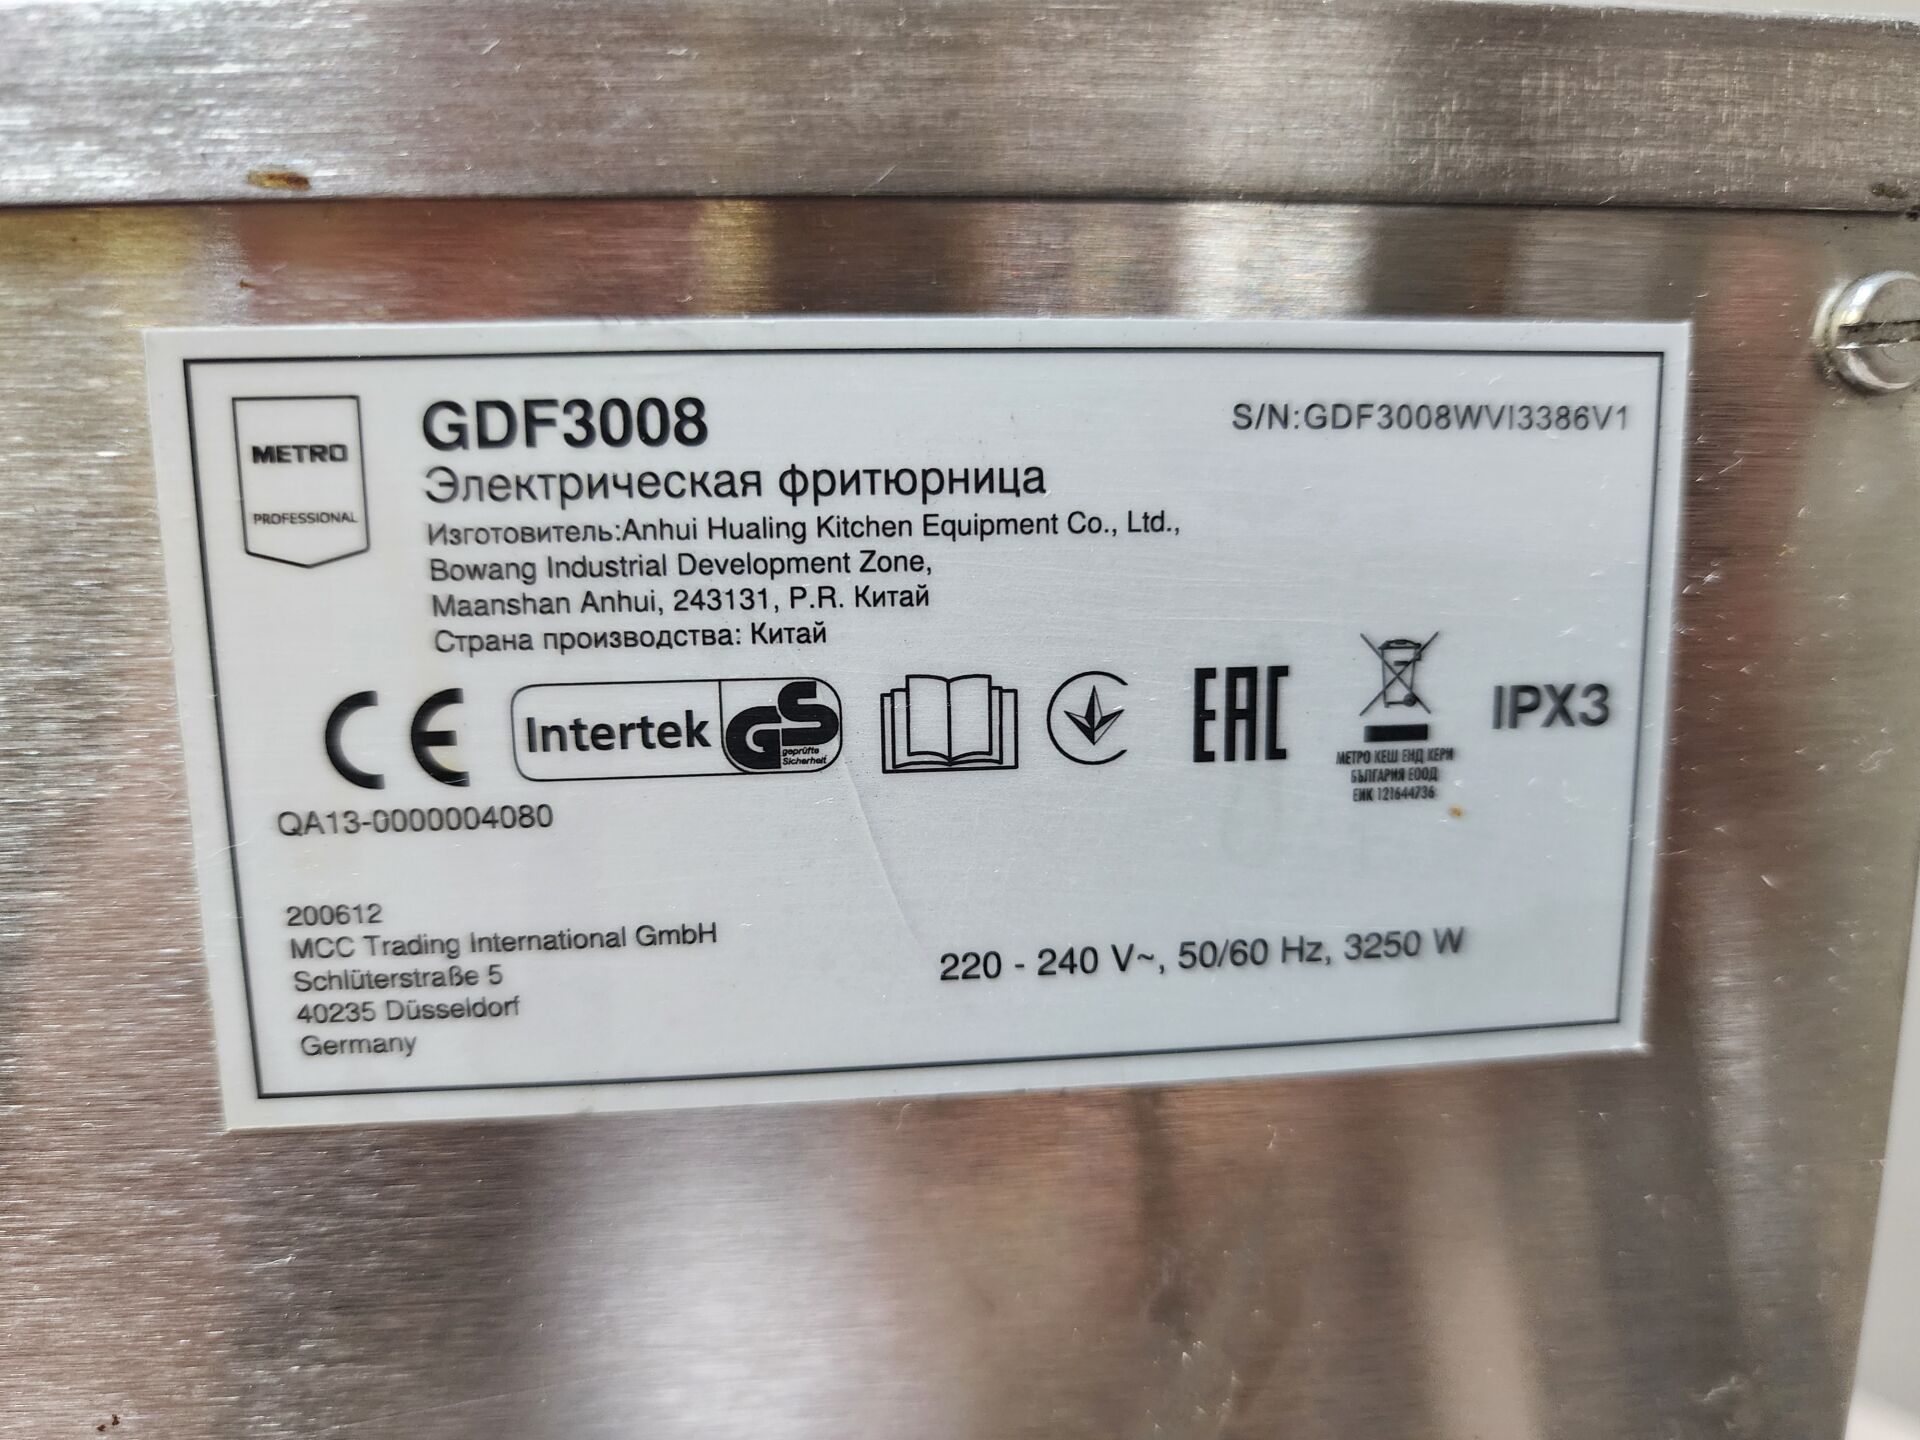 METRO
PROFESSIONAL
GDF3008
S/N:GDF3008WVI3386V1
Электрическая фритюрница
Изготовитель:Anhui Hualing Kitchen Equipment Co., Ltd.,
Bowang Industrial Development Zone,
Maanshan Anhui, 243131, P.R. Китай
Страна производства: Китай
CE
Intertek
GS
geprüfte
Sicherheit
EAC
IPX3
МЕТРО КЕШ ЕНД КЕРИ
БЪЛГАРИЯ ЕООД
ЕИК 121644736
QA13-0000004080
200612
MCC Trading International GmbH
Schlüterstraße 5
40235 Düsseldorf
Germany
220 - 240 V~, 50/60 Hz, 3250 W